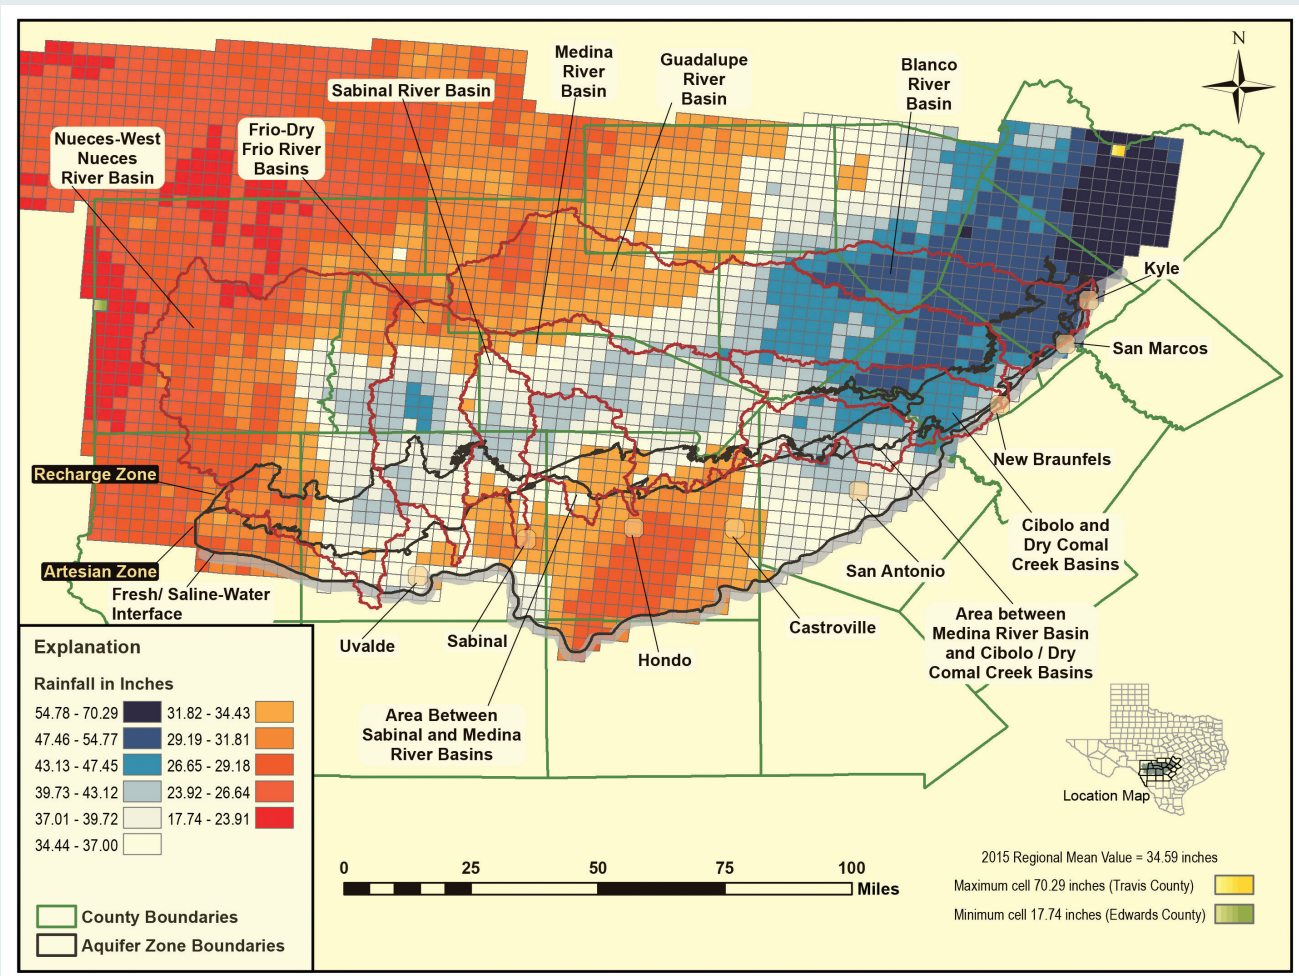 Medina
River
Basin
Guadalupe
River
Basin
Blanco
River
Basin
N
Sabinal River Basin
Nueces-West
Nueces
River Basin
Frio-Dry
Frio River
Basins
Kyle
San Marcos
New Braunfels
Recharge Zone
Artesian Zone
Fresh/ Saline-Water
Interface
Cibolo and
Dry Comal
Creek Basins
San Antonio
Area between
Medina River Basin
and Cibolo / Dry
Comal Creek Basins
Castroville
Uvalde
Sabinal
Hondo
Area Between
Sabinal and Medina
River Basins
Explanation
Rainfall in Inches
54.78 - 70.29
31.82 - 34.43
47.46 - 54.77
29.19 - 31.81
43.13 - 47.45
26.65 - 29.18
39.73 - 43.12
23.92 - 26.64
37.01 - 39.72
17.74 - 23.91
34.44 - 37.00
County Boundaries
Aquifer Zone Boundaries
0 25 50 75 100
Miles
Location Map
2015 Regional Mean Value = 34.59 inches
Maximum cell 70.29 inches (Travis County)
Minimum cell 17.74 inches (Edwards County)